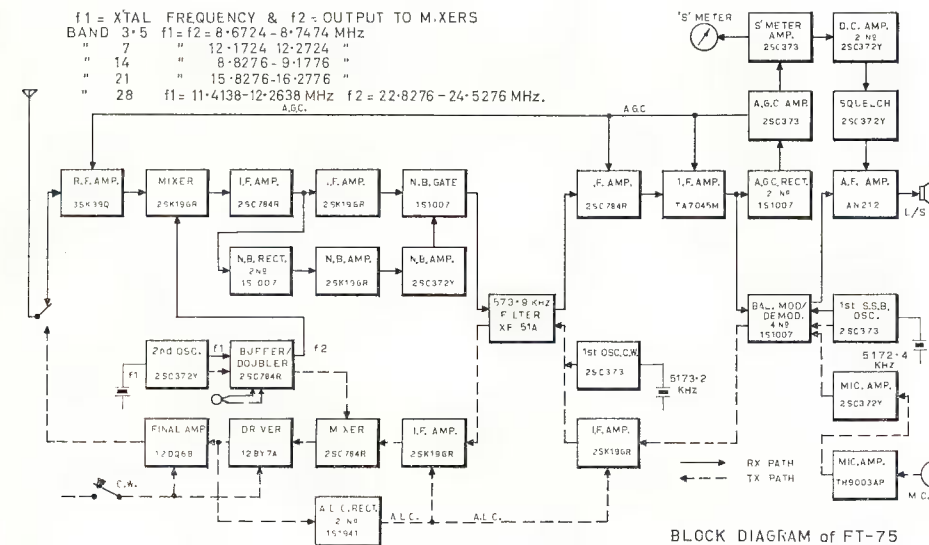 f1 = X'TAL FREQUENCY & f2 = OUTPUT TO MIXERS
BAND 3·5 f1 = f2 = 8·6724 - 8·7474 MHz
" 7 " 12·1724 12·2724 "
" 14 " 8·8276 - 9·1776 "
" 21 " 15·8276-16·2776 "
" 28 f1 = 11·4138-12·2638 MHz f2 = 22·8276 - 24·5276 MHz.
'S' METER
S'METER
AMP.
2SC373
D.C. AMP.
2 Nº
2SC372Y
A.G.C.
A.G.C
A.G.C AMP.
2SC373
SQUELCH
2SC372Y
R.F. AMP.
3SK39Q
MIXER
2SK19GR
I.F. AMP.
2SC784R
I.F. AMP.
2SK19GR
N.B. GATE
1S1007
I.F. AMP.
2SC784R
I.F. AMP.
TA7045M
A.G.C. RECT.
2 Nº
1S1007
A.F. AMP.
AN212
L/S
N.B. RECT.
2Nº
1S1007
N.B. AMP
2SK19GR
N.B. AMP.
2SC372Y
573·9 KHz
FILTER
XF 51A
BAL. MOD/
DEMOD.
4 Nº
1S1007
1st S.S.B.
OSC.
2SC373
5172·4
KHz
f1
2nd OSC.
2SC372Y
f1
BUFFER/
DOUBLER
2SC784R
f2
1st OSC. C.W.
2SC373
5173·2
KHz
MIC. AMP.
2SC372Y
FINAL AMP
12DQ6B
DRIVER
12BY7A
MIXER
2SC784R
I.F. AMP.
2SK19GR
I.F. AMP.
2SK19GR
MIC. AMP.
TH9003AP
MIC.
C.W.
RX PATH
TX PATH
A.L.C. RECT.
2 Nº
1S1941
A.L.C.
A.L.C.
BLOCK DIAGRAM of FT-75